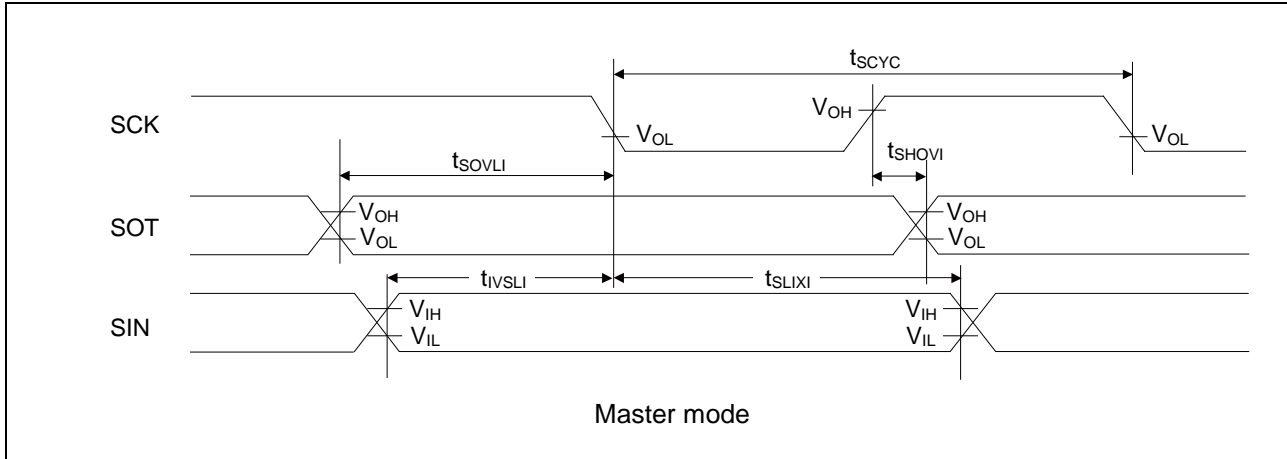 tSCYC
SCK
VOH
VOL
VOL
tSHOVI
tSOVLI
SOT
VOH
VOL
VOH
VOL
tIVSLI
tSLIXI
SIN
VIH
VIL
VIH
VIL
Master mode